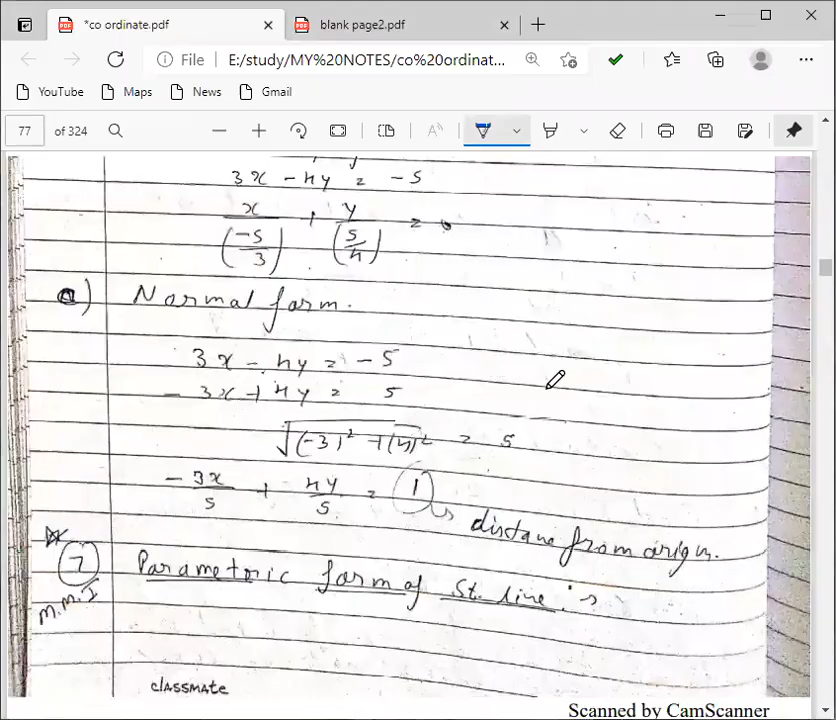 *co ordinate.pdf
blank page2.pdf
File
E:/study/MY%20NOTES/co%20ordinat...
YouTube
Maps
News
Gmail
77 of 324
3x - 4y = -5
x/(-5/3) + y/(5/4) =
a) Normal form.
3x - 4y = -5
- 3x + 4y = 5
√(-3)² + (4)² = 5
-3x/5 + 4y/5 = 1
distane from origin.
7 Parametric form of St. line :→
M.M.I
classmate
Scanned by CamScanner